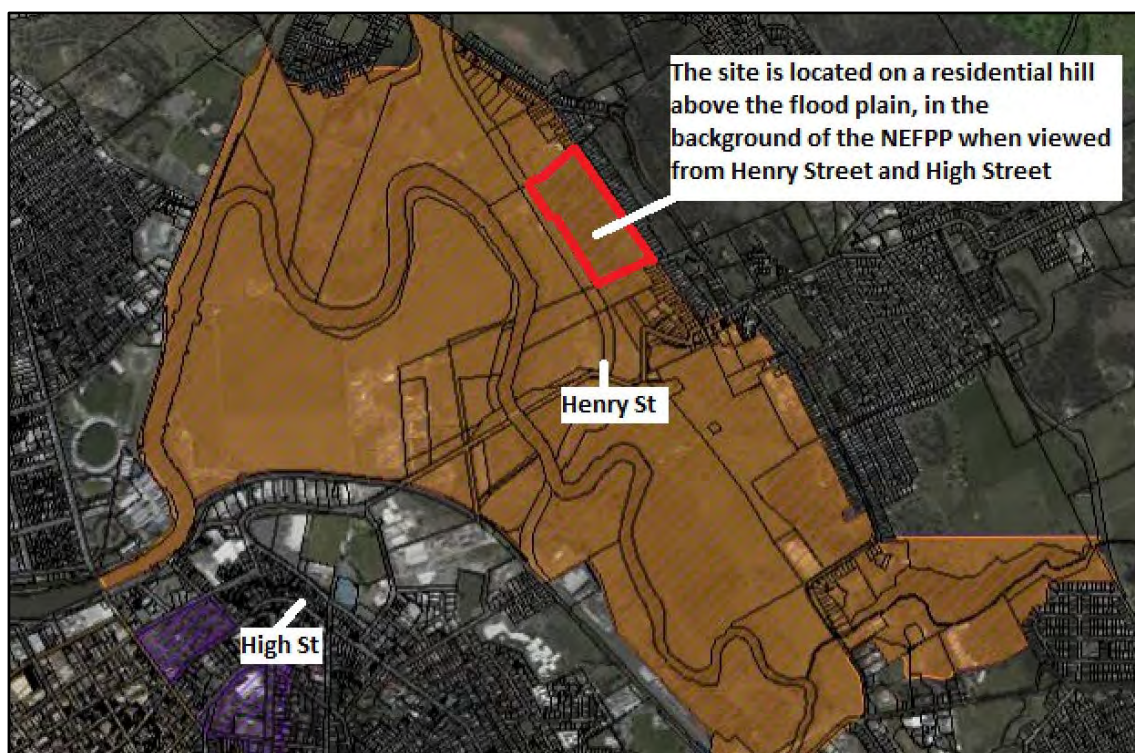 The site is located on a residential hill
above the flood plain, in the
background of the NEFPP when viewed
from Henry Street and High Street
Henry St
High St